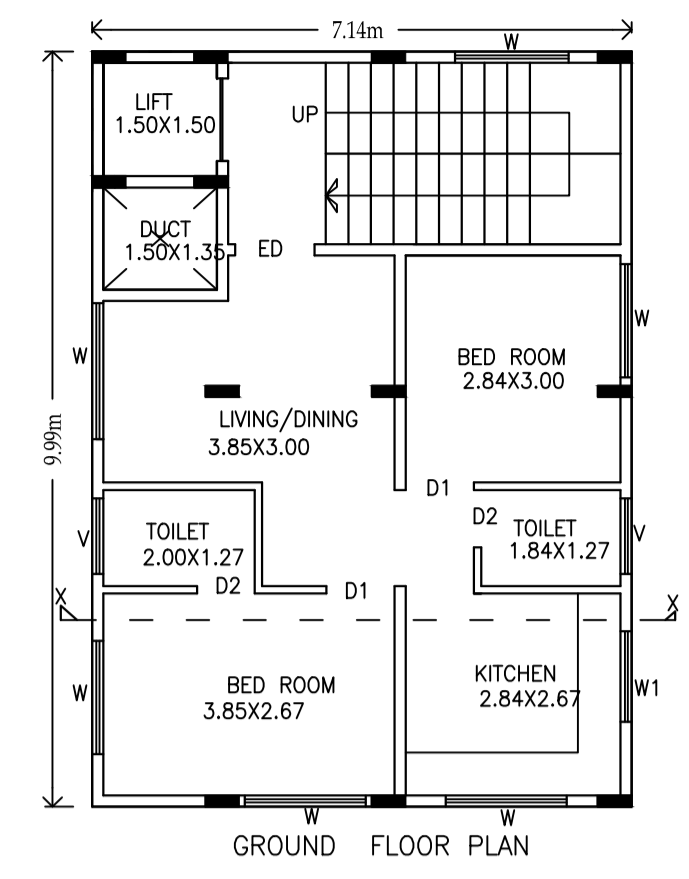 7.14m
W
LIFT
1.50X1.50
UP
DUCT
1.50X1.35
ED
W
W
BED ROOM
2.84X3.00
9.99m
LIVING/DINING
3.85X3.00
D1
D2
V
TOILET
2.00X1.27
TOILET
1.84X1.27
V
D2
D1
X
X
W
BED ROOM
3.85X2.67
KITCHEN
2.84X2.67
W1
W
W
GROUND FLOOR PLAN